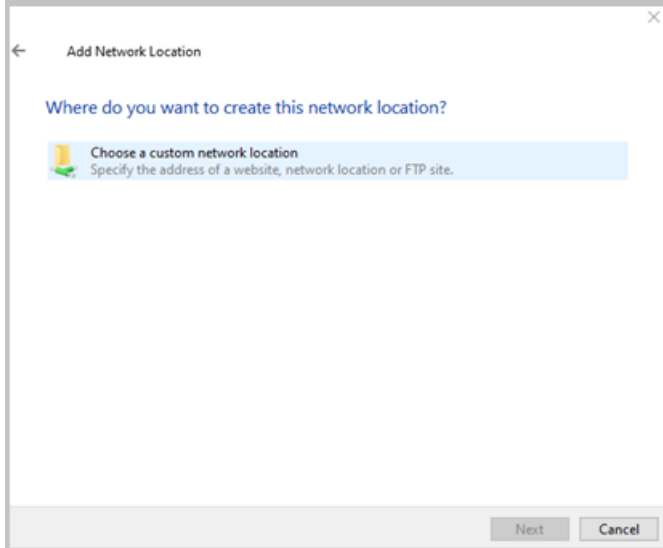 Add Network Location
Where do you want to create this network location?
Choose a custom network location
Specify the address of a website, network location or FTP site.
Next
Cancel